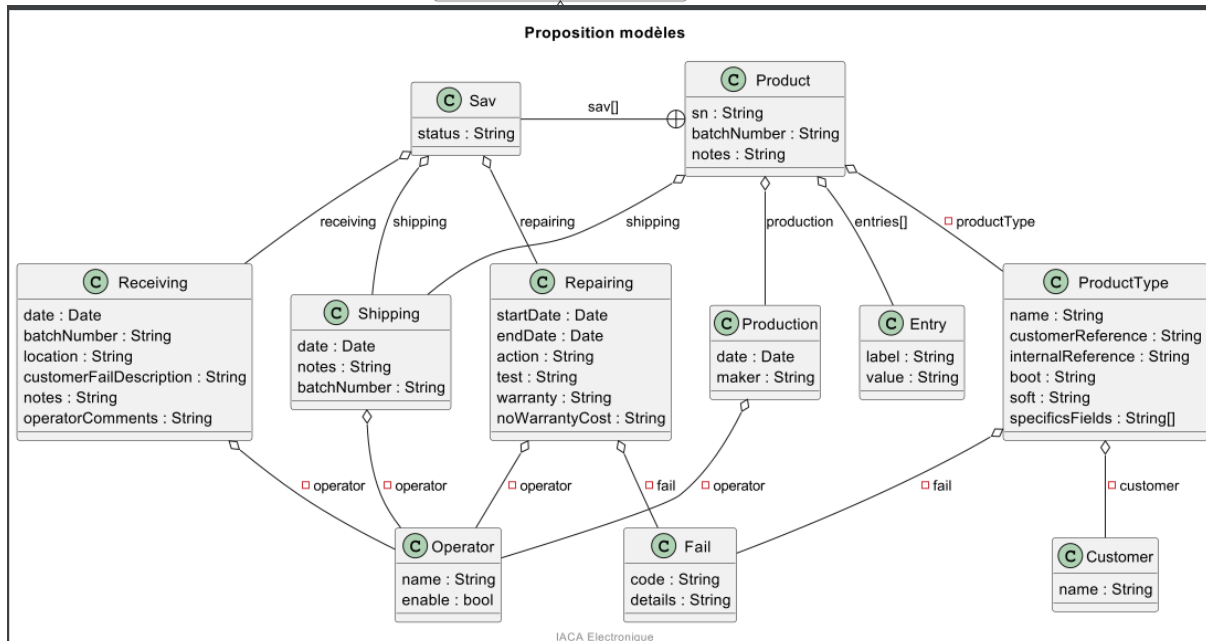 Proposition modèles
C Sav
status : String
sav[]
C Product
sn : String
batchNumber : String
notes : String
receiving
shipping
repairing
shipping
production
entries[]
productType
C Receiving
date : Date
batchNumber : String
location : String
customerFailDescription : String
notes : String
operatorComments : String
C Shipping
date : Date
notes : String
batchNumber : String
C Repairing
startDate : Date
endDate : Date
action : String
test : String
warranty : String
noWarrantyCost : String
C Production
date : Date
maker : String
C Entry
label : String
value : String
C ProductType
name : String
customerReference : String
internalReference : String
boot : String
soft : String
specificsFields : String[]
operator
operator
operator
fail
operator
fail
customer
C Operator
name : String
enable : bool
C Fail
code : String
details : String
C Customer
name : String
IACA Electronique